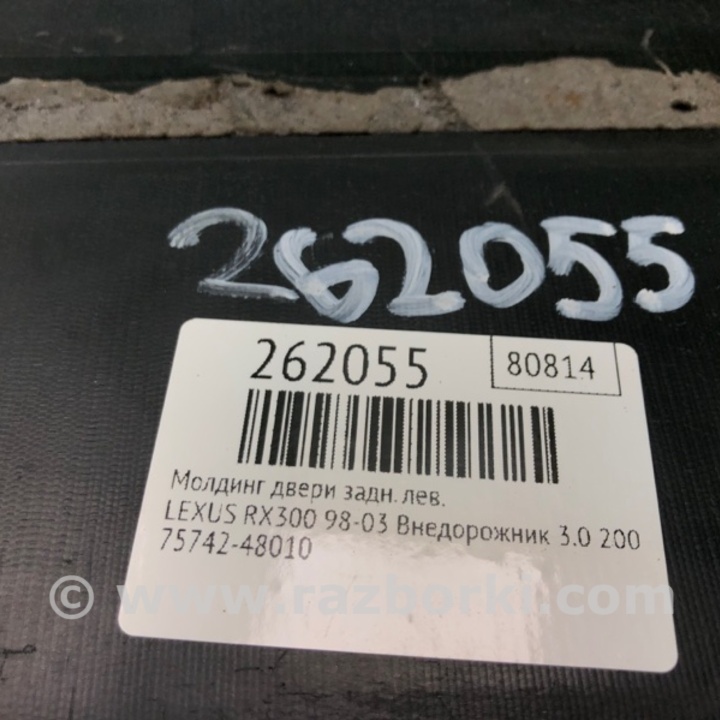 262055
262055
80814
Молдинг двери задн. лев.
LEXUS RX300 98-03 Внедорожник 3.0 200
75742-48010
© www.razborki.com